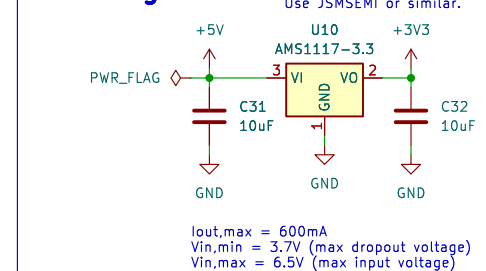 Use JSMSEMI or similar.
+5V
U10
+3V3
AMS1117-3.3
PWR_FLAG
3
VI
VO
2
GND
1
C31
10uF
C32
10uF
GND
GND
GND
Iout,max = 600mA
Vin,min = 3.7V (max dropout voltage)
Vin,max = 6.5V (max input voltage)